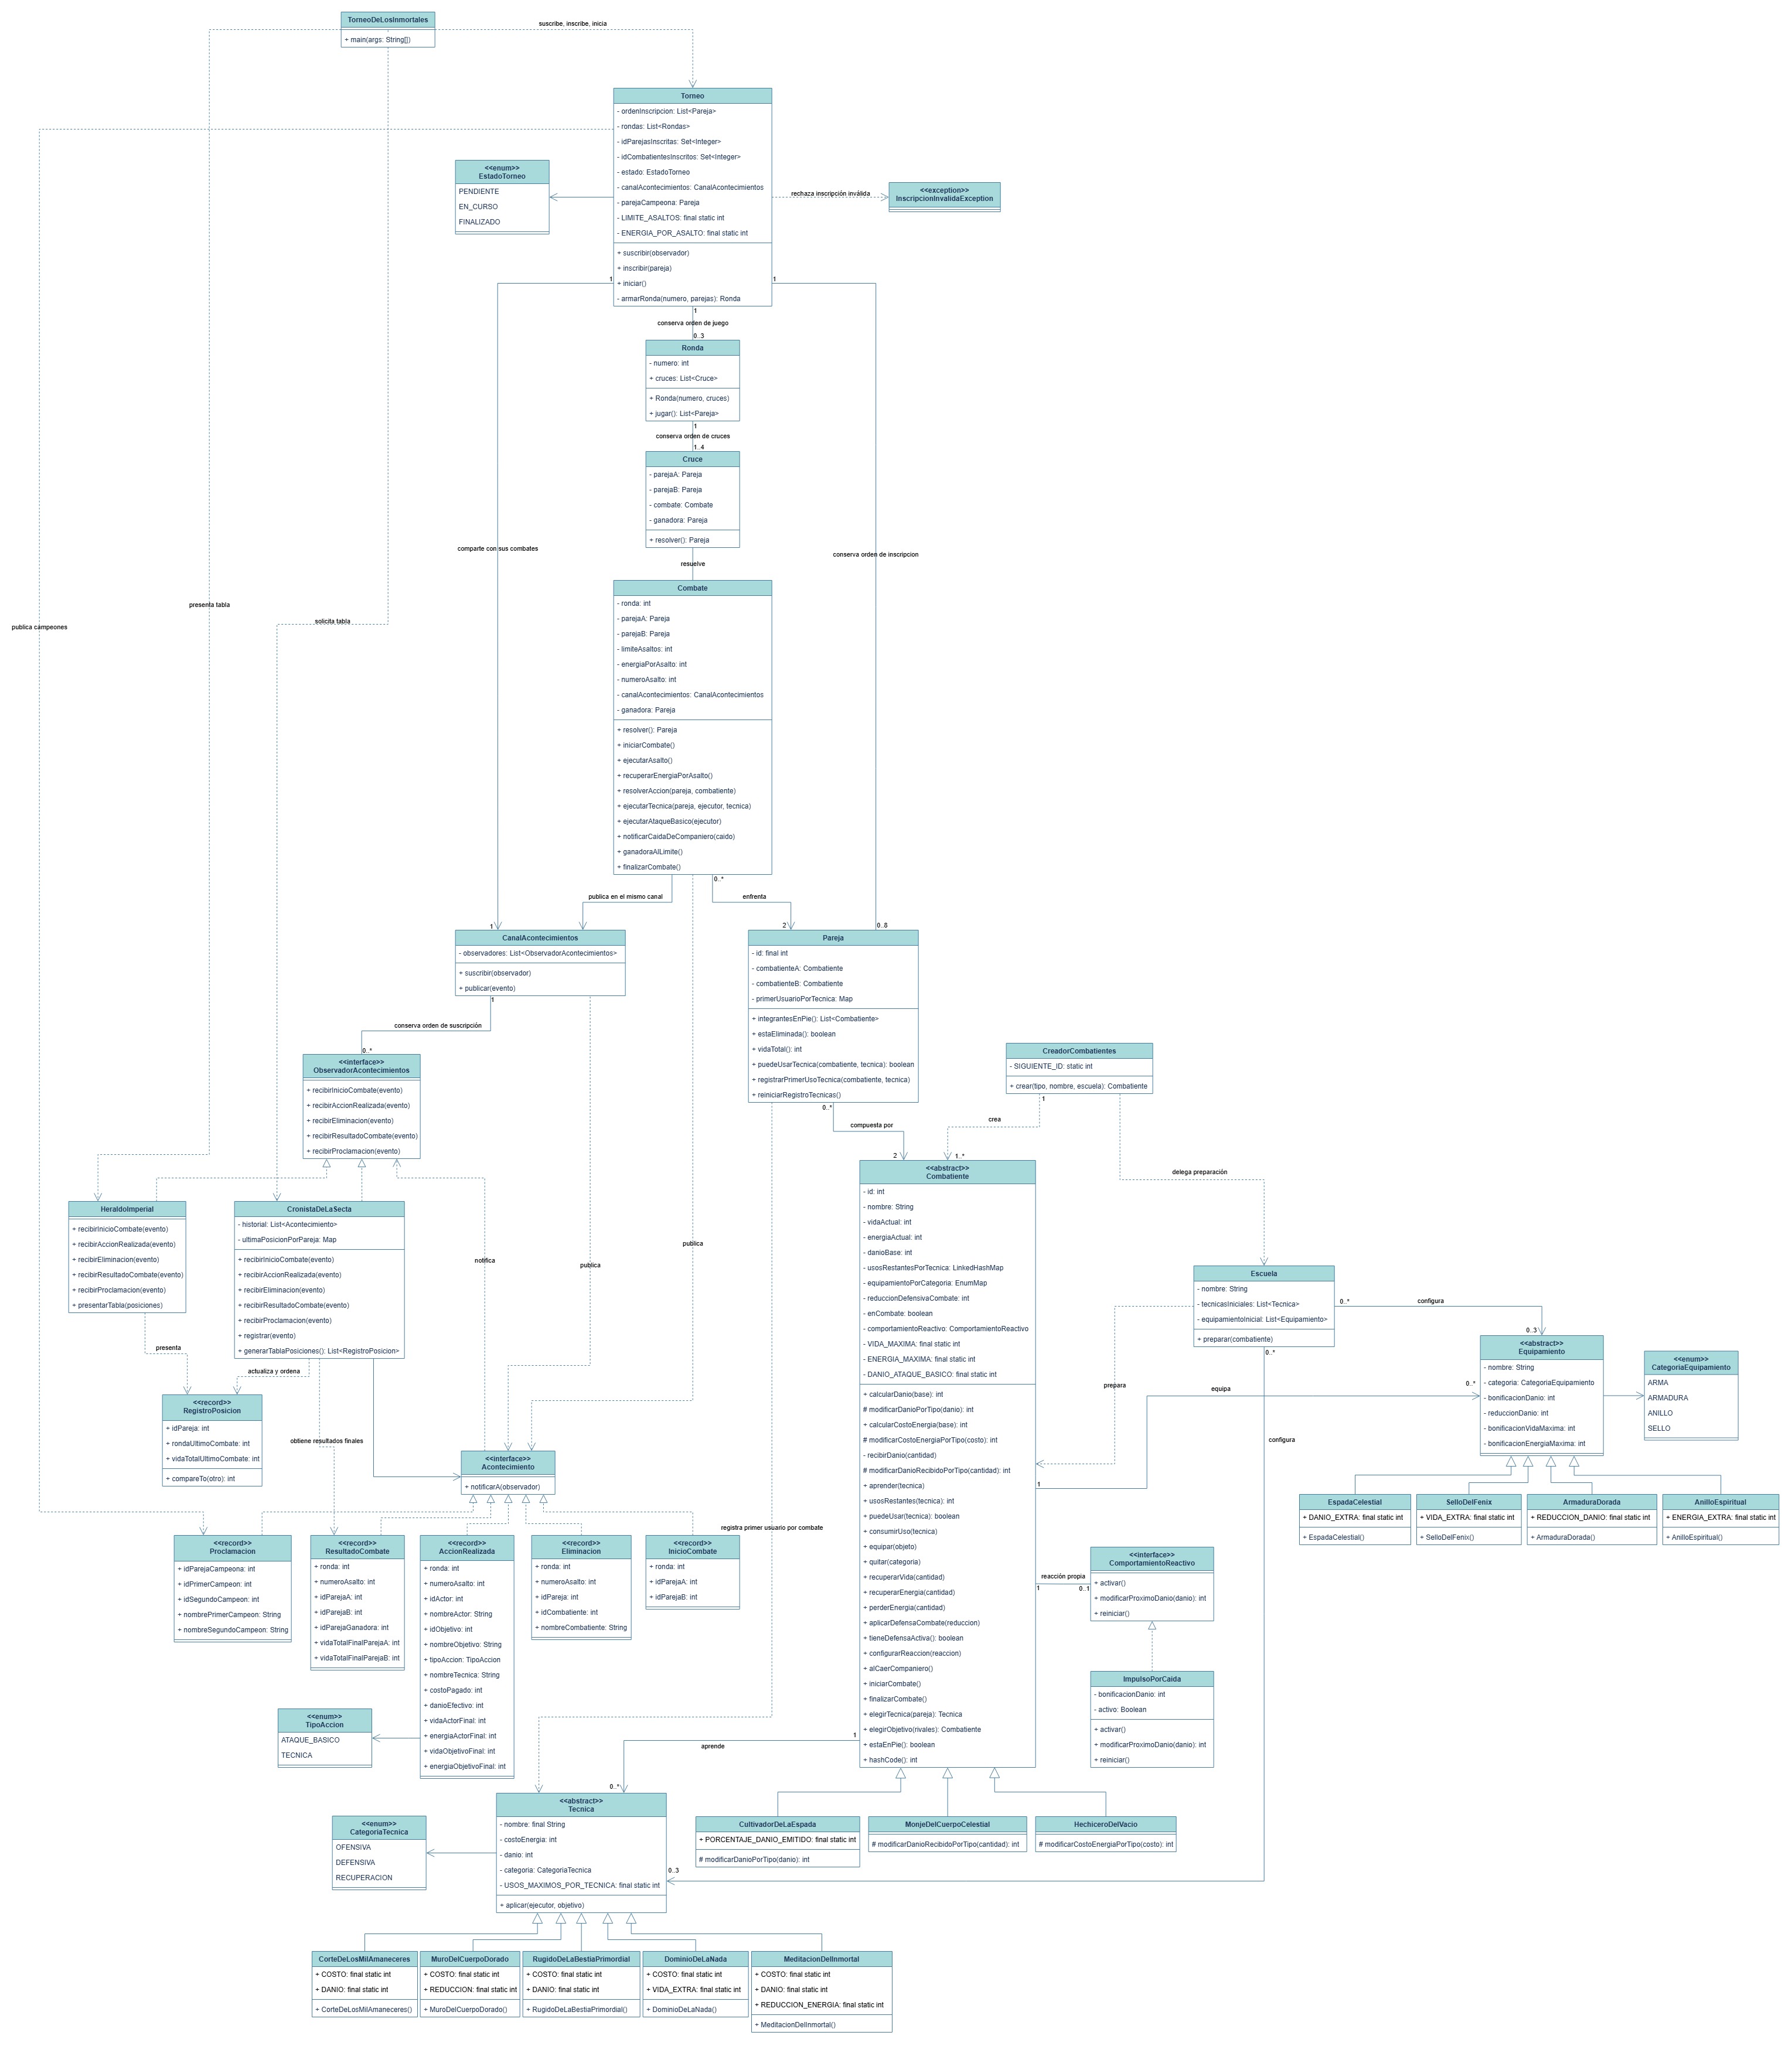 TorneoDeLosInmortales
+ main(args: String[])
suscribe, inscribe, inicia
Torneo
- ordenInscripcion: List<Pareja>
- rondas: List<Rondas>
- idParejasInscritas: Set<Integer>
- idCombatientesInscritos: Set<Integer>
- estado: EstadoTorneo
- canalAcontecimientos: CanalAcontecimientos
- parejaCampeona: Pareja
- LIMITE_ASALTOS: final static int
- ENERGIA_POR_ASALTO: final static int
+ suscribir(observador)
+ inscribir(pareja)
+ iniciar()
- armarRonda(numero, parejas): Ronda
<<enum>>
EstadoTorneo
PENDIENTE
EN_CURSO
FINALIZADO
rechaza inscripción inválida
<<exception>>
InscripcionInvalidaException
1
1
1
conserva orden de juego
0..3
Ronda
- numero: int
+ cruces: List<Cruce>
+ Ronda(numero, cruces)
+ jugar(): List<Pareja>
1
conserva orden de cruces
1..4
Cruce
- parejaA: Pareja
- parejaB: Pareja
- combate: Combate
- ganadora: Pareja
+ resolver(): Pareja
comparte con sus combates
conserva orden de inscripcion
resuelve
presenta tabla
solicita tabla
publica campeones
Combate
- ronda: int
- parejaA: Pareja
- parejaB: Pareja
- limiteAsaltos: int
- energiaPorAsalto: int
- numeroAsalto: int
- canalAcontecimientos: CanalAcontecimientos
- ganadora: Pareja
+ resolver(): Pareja
+ iniciarCombate()
+ ejecutarAsalto()
+ recuperarEnergiaPorAsalto()
+ resolverAccion(pareja, combatiente)
+ ejecutarTecnica(pareja, ejecutor, tecnica)
+ ejecutarAtaqueBasico(ejecutor)
+ notificarCaidaDeCompaniero(caido)
+ ganadoraAlLimite()
+ finalizarCombate()
0..*
publica en el mismo canal
enfrenta
1
2
0..8
CanalAcontecimientos
- observadores: List<ObservadorAcontecimientos>
+ suscribir(observador)
+ publicar(evento)
1
conserva orden de suscripción
0..*
Pareja
- id: final int
- combatienteA: Combatiente
- combatienteB: Combatiente
- primerUsuarioPorTecnica: Map
+ integrantesEnPie(): List<Combatiente>
+ estaEliminada(): boolean
+ vidaTotal(): int
+ puedeUsarTecnica(combatiente, tecnica): boolean
+ registrarPrimerUsoTecnica(combatiente, tecnica)
+ reiniciarRegistroTecnicas()
0..*
compuesta por
2
<<interface>>
ObservadorAcontecimientos
+ recibirInicioCombate(evento)
+ recibirAccionRealizada(evento)
+ recibirEliminacion(evento)
+ recibirResultadoCombate(evento)
+ recibirProclamacion(evento)
CreadorCombatientes
- SIGUIENTE_ID: static int
+ crear(tipo, nombre, escuela): Combatiente
1
crea
1..*
delega preparación
HeraldoImperial
+ recibirInicioCombate(evento)
+ recibirAccionRealizada(evento)
+ recibirEliminacion(evento)
+ recibirResultadoCombate(evento)
+ recibirProclamacion(evento)
+ presentarTabla(posiciones)
CronistaDeLaSecta
- historial: List<Acontecimiento>
- ultimaPosicionPorPareja: Map
+ recibirInicioCombate(evento)
+ recibirAccionRealizada(evento)
+ recibirEliminacion(evento)
+ recibirResultadoCombate(evento)
+ recibirProclamacion(evento)
+ registrar(evento)
+ generarTablaPosiciones(): List<RegistroPosicion>
notifica
publica
publica
presenta
actualiza y ordena
obtiene resultados finales
<<record>>
RegistroPosicion
+ idPareja: int
+ rondaUltimoCombate: int
+ vidaTotalUltimoCombate: int
+ compareTo(otro): int
<<interface>>
Acontecimiento
+ notificarA(observador)
<<abstract>>
Combatiente
- id: int
- nombre: String
- vidaActual: int
- energiaActual: int
- danioBase: int
- usosRestantesPorTecnica: LinkedHashMap
- equipamientoPorCategoria: EnumMap
- reduccionDefensivaCombate: int
- enCombate: boolean
- comportamientoReactivo: ComportamientoReactivo
- VIDA_MAXIMA: final static int
- ENERGIA_MAXIMA: final static int
- DANIO_ATAQUE_BASICO: final static int
+ calcularDanio(base): int
# modificarDanioPorTipo(danio): int
+ calcularCostoEnergia(base): int
# modificarCostoEnergiaPorTipo(costo): int
- recibirDanio(cantidad)
# modificarDanioRecibidoPorTipo(cantidad): int
+ aprender(tecnica)
+ usosRestantes(tecnica): int
+ puedeUsar(tecnica): boolean
+ consumirUso(tecnica)
+ equipar(objeto)
+ quitar(categoria)
+ recuperarVida(cantidad)
+ recuperarEnergia(cantidad)
+ perderEnergia(cantidad)
+ aplicarDefensaCombate(reduccion)
+ tieneDefensaActiva(): boolean
+ configurarReaccion(reaccion)
+ alCaerCompaniero()
+ iniciarCombate()
+ finalizarCombate()
+ elegirTecnica(pareja): Tecnica
+ elegirObjetivo(rivales): Combatiente
+ estaEnPie(): boolean
+ hashCode(): int
Escuela
- nombre: String
- tecnicasIniciales: List<Tecnica>
- equipamientoInicial: List<Equipamiento>
+ preparar(combatiente)
0..*
configura
0..3
0..*
prepara
equipa
0..*
1
configura
<<abstract>>
Equipamiento
- nombre: String
- categoria: CategoriaEquipamiento
- bonificacionDanio: int
- reduccionDanio: int
- bonificacionVidaMaxima: int
- bonificacionEnergiaMaxima: int
<<enum>>
CategoriaEquipamiento
ARMA
ARMADURA
ANILLO
SELLO
EspadaCelestial
+ DANIO_EXTRA: final static int
+ EspadaCelestial()
SelloDelFenix
+ VIDA_EXTRA: final static int
+ SelloDelFenix()
ArmaduraDorada
+ REDUCCION_DANIO: final static int
+ ArmaduraDorada()
AnilloEspiritual
+ ENERGIA_EXTRA: final static int
+ AnilloEspiritual()
<<record>>
Proclamacion
+ idParejaCampeona: int
+ idPrimerCampeon: int
+ idSegundoCampeon: int
+ nombrePrimerCampeon: String
+ nombreSegundoCampeon: String
<<record>>
ResultadoCombate
+ ronda: int
+ numeroAsalto: int
+ idParejaA: int
+ idParejaB: int
+ idParejaGanadora: int
+ vidaTotalFinalParejaA: int
+ vidaTotalFinalParejaB: int
<<record>>
AccionRealizada
+ ronda: int
+ numeroAsalto: int
+ idActor: int
+ nombreActor: String
+ idObjetivo: int
+ nombreObjetivo: String
+ tipoAccion: TipoAccion
+ nombreTecnica: String
+ costoPagado: int
+ danioEfectivo: int
+ vidaActorFinal: int
+ energiaActorFinal: int
+ vidaObjetivoFinal: int
+ energiaObjetivoFinal: int
<<record>>
Eliminacion
+ ronda: int
+ numeroAsalto: int
+ idPareja: int
+ idCombatiente: int
+ nombreCombatiente: String
<<record>>
InicioCombate
+ ronda: int
+ idParejaA: int
+ idParejaB: int
registra primer usuario por combate
reacción propia
1
0..1
<<interface>>
ComportamientoReactivo
+ activar()
+ modificarProximoDanio(danio): int
+ reiniciar()
ImpulsoPorCaida
- bonificacionDanio: int
- activo: Boolean
+ activar()
+ modificarProximoDanio(danio): int
+ reiniciar()
<<enum>>
TipoAccion
ATAQUE_BASICO
TECNICA
1
aprende
0..*
<<abstract>>
Tecnica
- nombre: final String
- costoEnergia: int
- danio: int
- categoria: CategoriaTecnica
- USOS_MAXIMOS_POR_TECNICA: final static int
+ aplicar(ejecutor, objetivo)
0..3
<<enum>>
CategoriaTecnica
OFENSIVA
DEFENSIVA
RECUPERACION
CultivadorDeLaEspada
+ PORCENTAJE_DANIO_EMITIDO: final static int
# modificarDanioPorTipo(danio): int
MonjeDelCuerpoCelestial
# modificarDanioRecibidoPorTipo(cantidad): int
HechiceroDelVacio
# modificarCostoEnergiaPorTipo(costo): int
CorteDeLosMilAmaneceres
+ COSTO: final static int
+ DANIO: final static int
+ CorteDeLosMilAmaneceres()
MuroDelCuerpoDorado
+ COSTO: final static int
+ REDUCCION: final static int
+ MuroDelCuerpoDorado()
RugidoDeLaBestiaPrimordial
+ COSTO: final static int
+ DANIO: final static int
+ RugidoDeLaBestiaPrimordial()
DominioDeLaNada
+ COSTO: final static int
+ VIDA_EXTRA: final static int
+ DominioDeLaNada()
MeditacionDelInmortal
+ COSTO: final static int
+ DANIO: final static int
+ REDUCCION_ENERGIA: final static int
+ MeditacionDelInmortal()